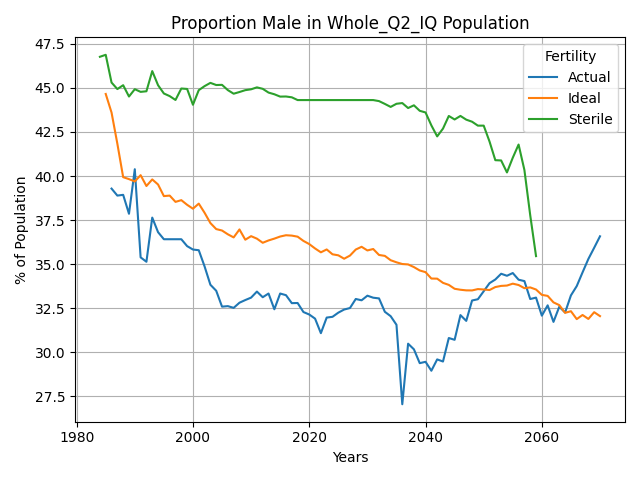 Proportion Male in Whole_Q2_IQ Population
47.5
45.0
42.5
40.0
37.5
35.0
32.5
30.0
27.5
% of Population
Fertility
Actual
Ideal
Sterile
1980
2000
2020
2040
2060
Years